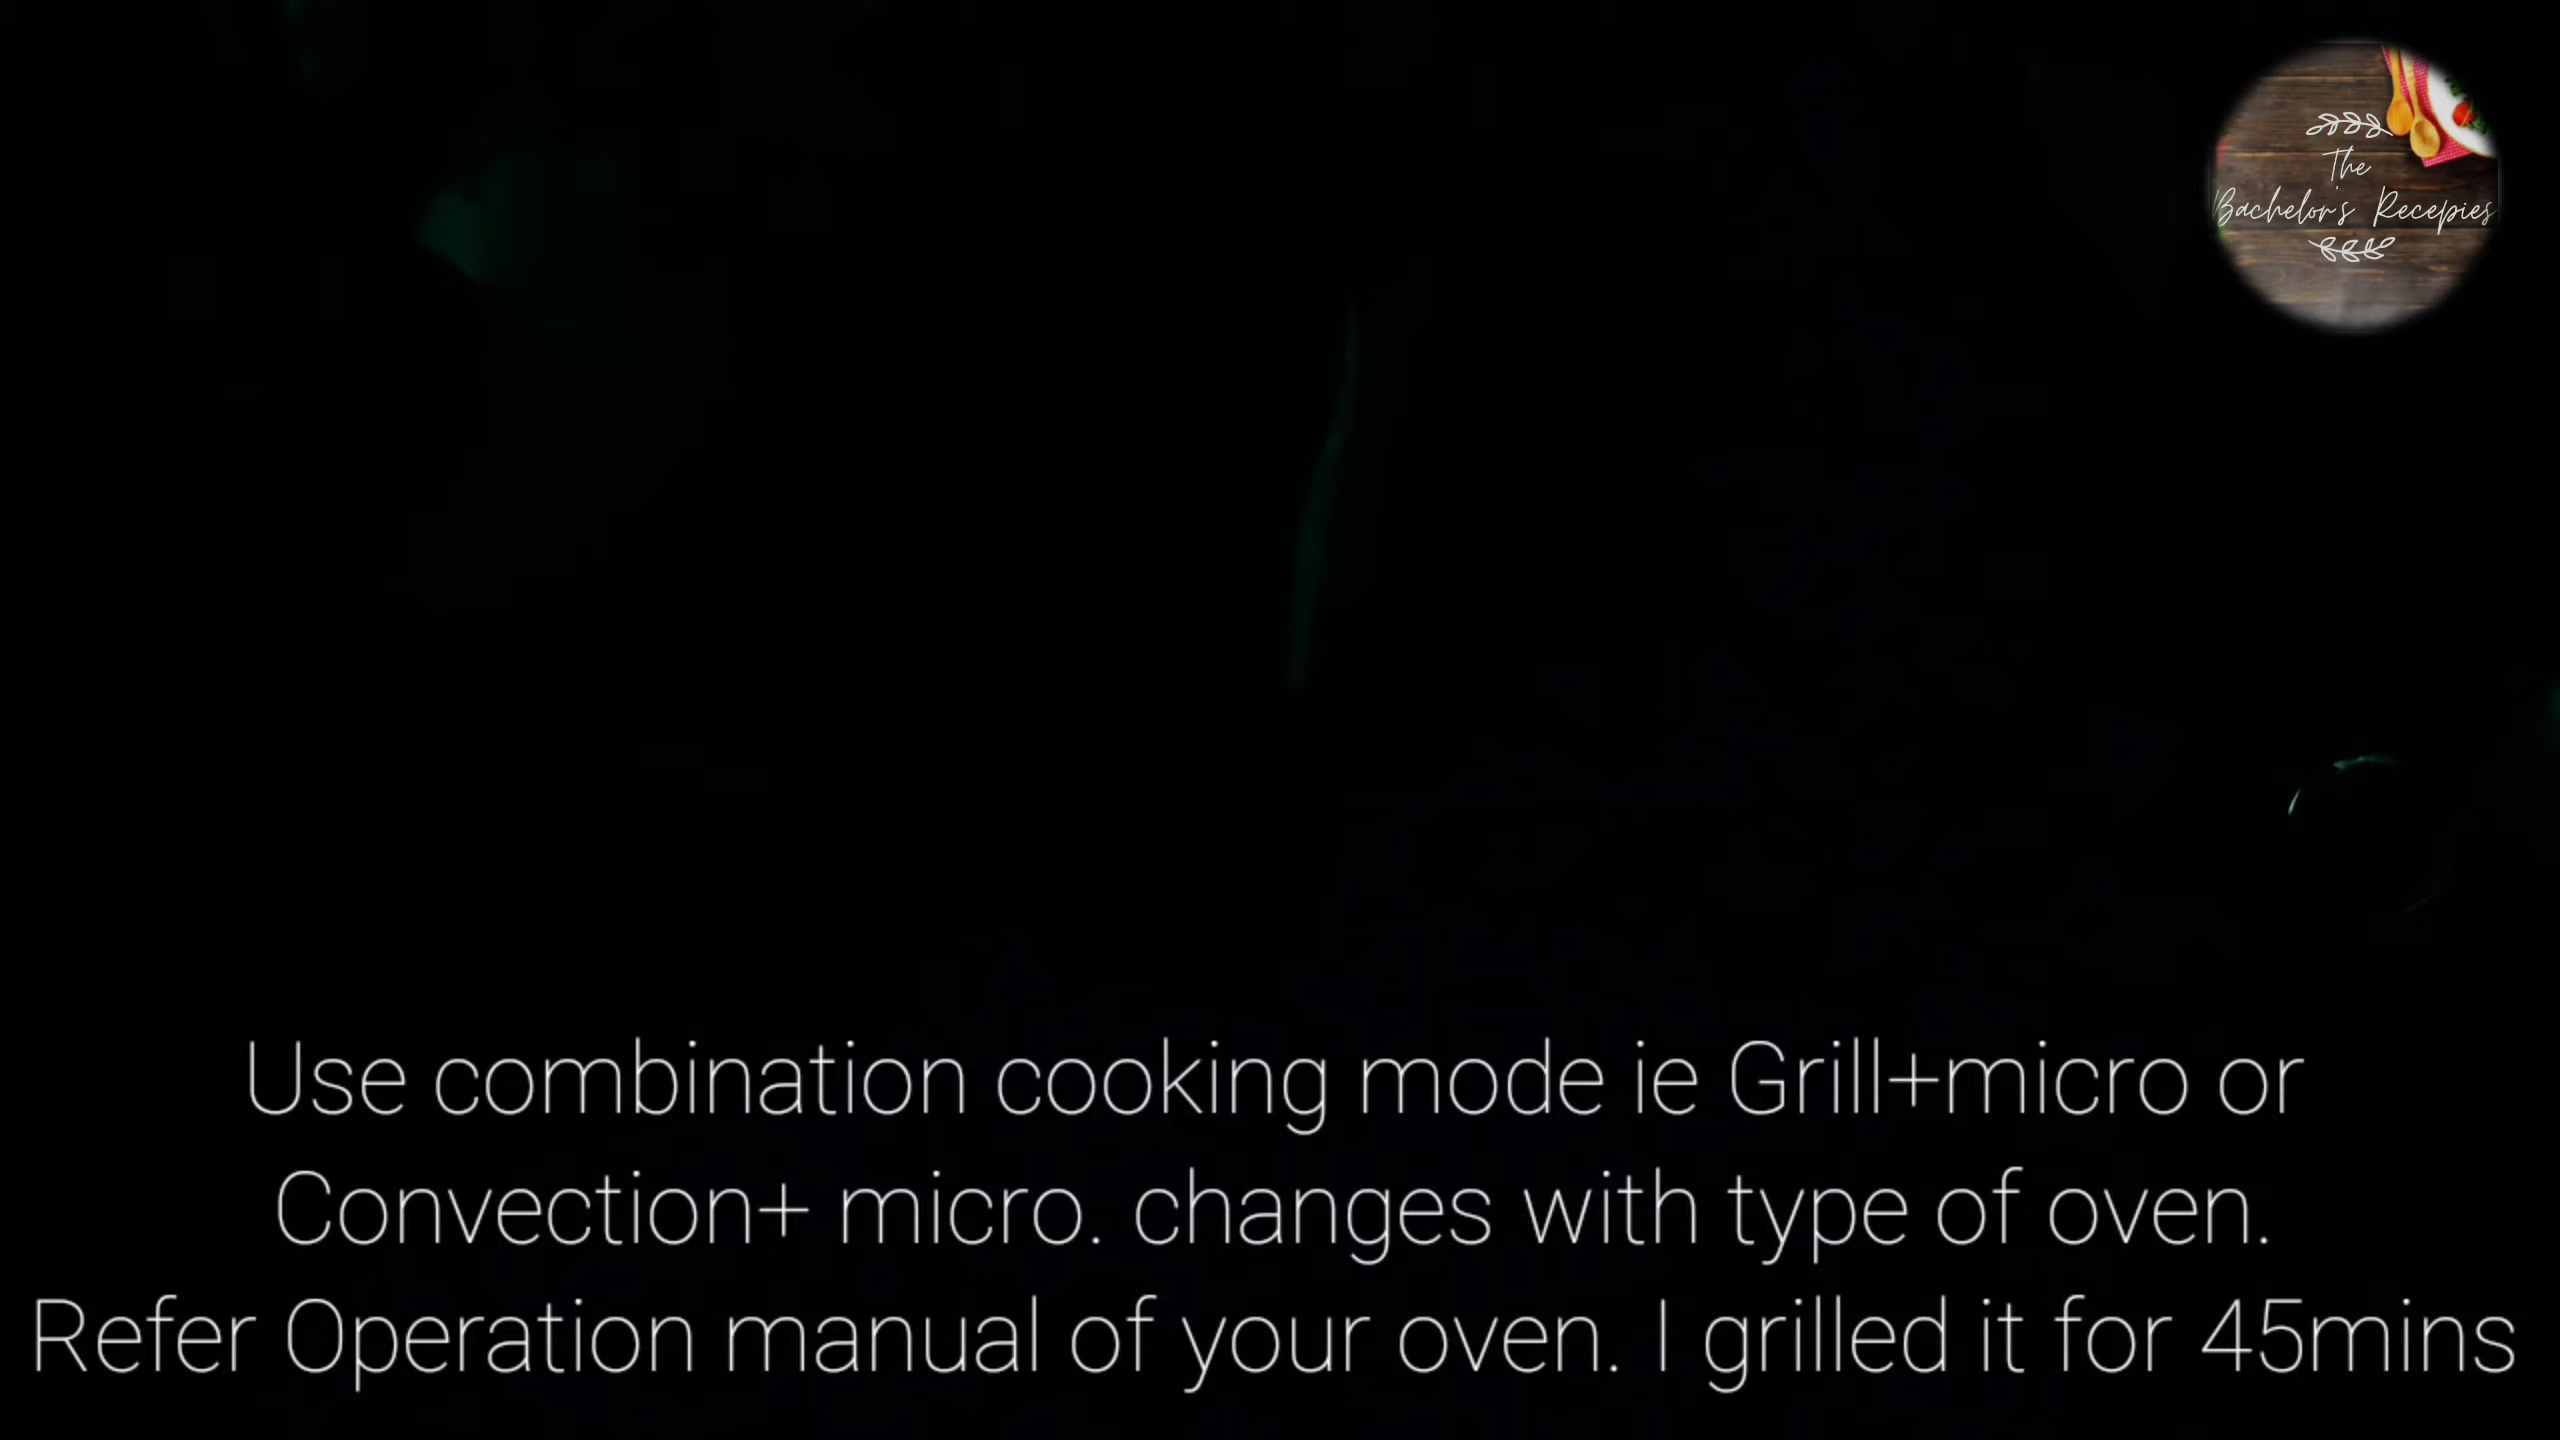 The
Bachelor's Recepies
Use combination cooking mode ie Grill+micro or
Convection+ micro. changes with type of oven.
Refer Operation manual of your oven. I grilled it for 45mins